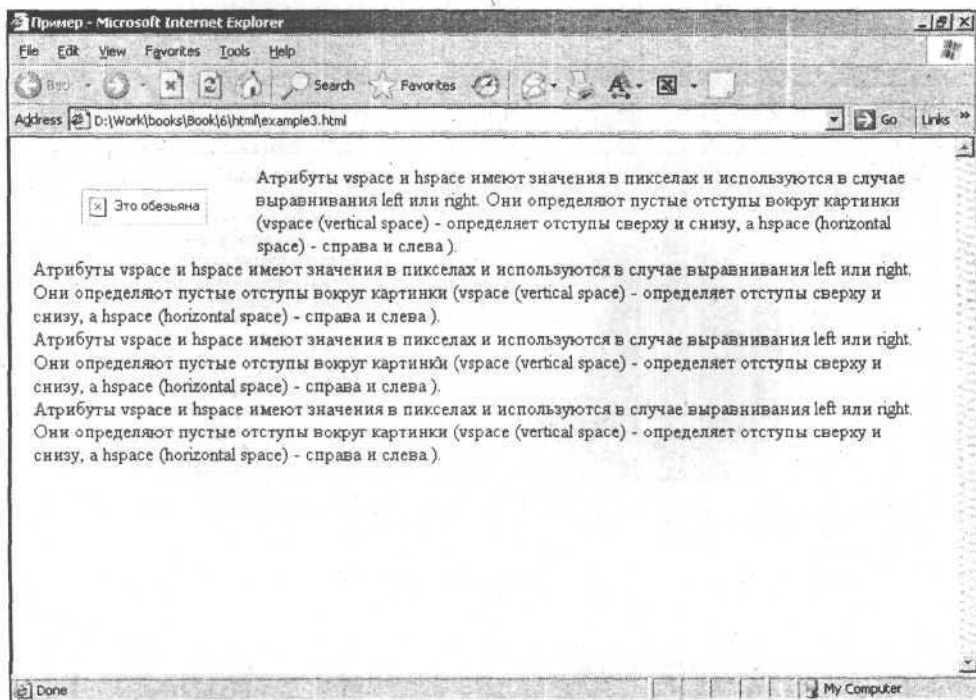 Пример - Microsoft Internet Explorer
File Edit View Favorites Tools Help
Search Favorites
Address D:\Work\books\Book\6\html\example3.html Go Links »
Это обезьяна
Атрибуты vspace и hspace имеют значения в пикселах и используются в случае
выравнивания left или right. Они определяют пустые отступы вокруг картинки
(vspace (vertical space) - определяет отступы сверху и снизу, а hspace (horizontal
space) - справа и слева ).
Атрибуты vspace и hspace имеют значения в пикселах и используются в случае выравнивания left или right.
Они определяют пустые отступы вокруг картинки (vspace (vertical space) - определяет отступы сверху и
снизу, а hspace (horizontal space) - справа и слева ).
Атрибуты vspace и hspace имеют значения в пикселах и используются в случае выравнивания left или right.
Они определяют пустые отступы вокруг картинки (vspace (vertical space) - определяет отступы сверху и
снизу, а hspace (horizontal space) - справа и слева ).
Атрибуты vspace и hspace имеют значения в пикселах и используются в случае выравнивания left или right.
Они определяют пустые отступы вокруг картинки (vspace (vertical space) - определяет отступы сверху и
снизу, а hspace (horizontal space) - справа и слева ).
Done My Computer